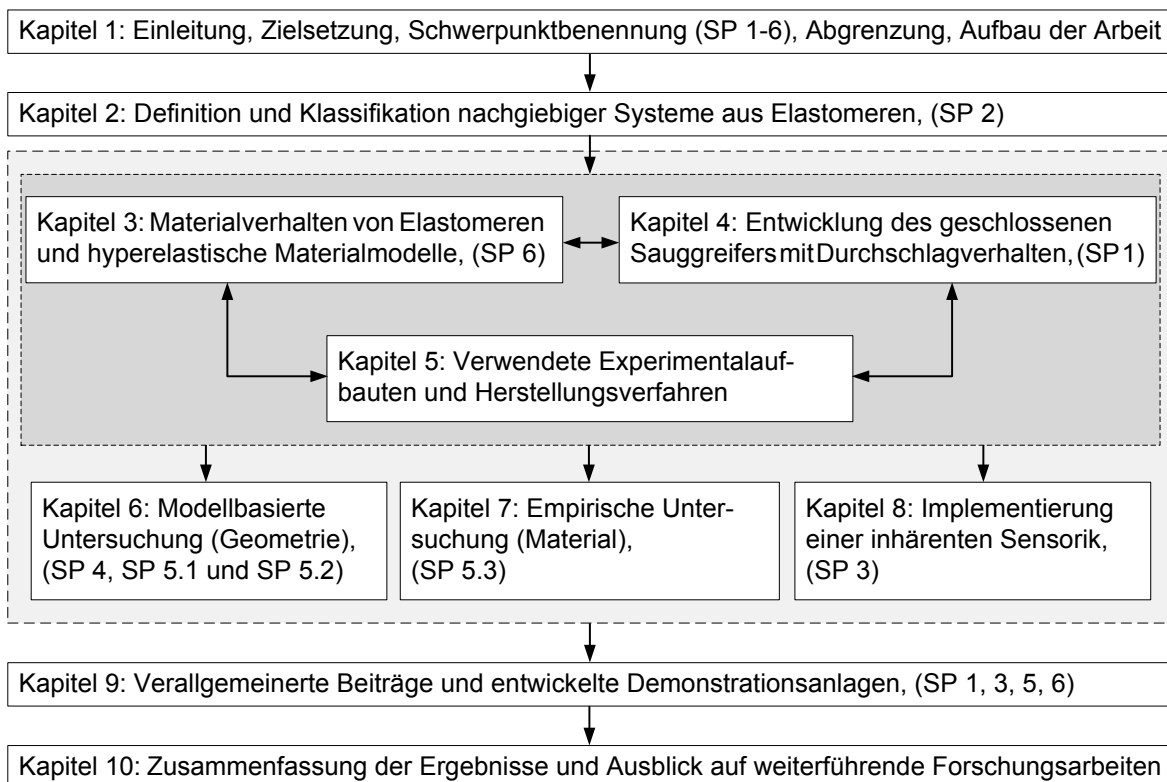 Kapitel 1: Einleitung, Zielsetzung, Schwerpunktbenennung (SP 1-6), Abgrenzung, Aufbau der Arbeit
Kapitel 2: Definition und Klassifikation nachgiebiger Systeme aus Elastomeren, (SP 2)
Kapitel 3: Materialverhalten von Elastomeren
und hyperelastische Materialmodelle, (SP 6)
Kapitel 4: Entwicklung des geschlossenen
Sauggreifers mit Durchschlagverhalten, (SP 1)
Kapitel 5: Verwendete Experimentalauf-
bauten und Herstellungsverfahren
Kapitel 6: Modellbasierte
Untersuchung (Geometrie),
(SP 4, SP 5.1 und SP 5.2)
Kapitel 7: Empirische Unter-
suchung (Material),
(SP 5.3)
Kapitel 8: Implementierung
einer inhärenten Sensorik,
(SP 3)
Kapitel 9: Verallgemeinerte Beiträge und entwickelte Demonstrationsanlagen, (SP 1, 3, 5, 6)
Kapitel 10: Zusammenfassung der Ergebnisse und Ausblick auf weiterführende Forschungsarbeiten